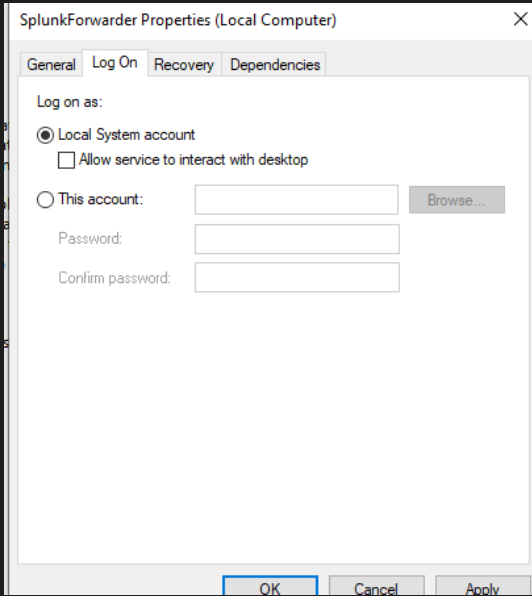 SplunkForwarder Properties (Local Computer)
General Log On Recovery Dependencies
Log on as:
Local System account
Allow service to interact with desktop
This account:
Browse...
Password:
Confirm password:
OK Cancel Apply